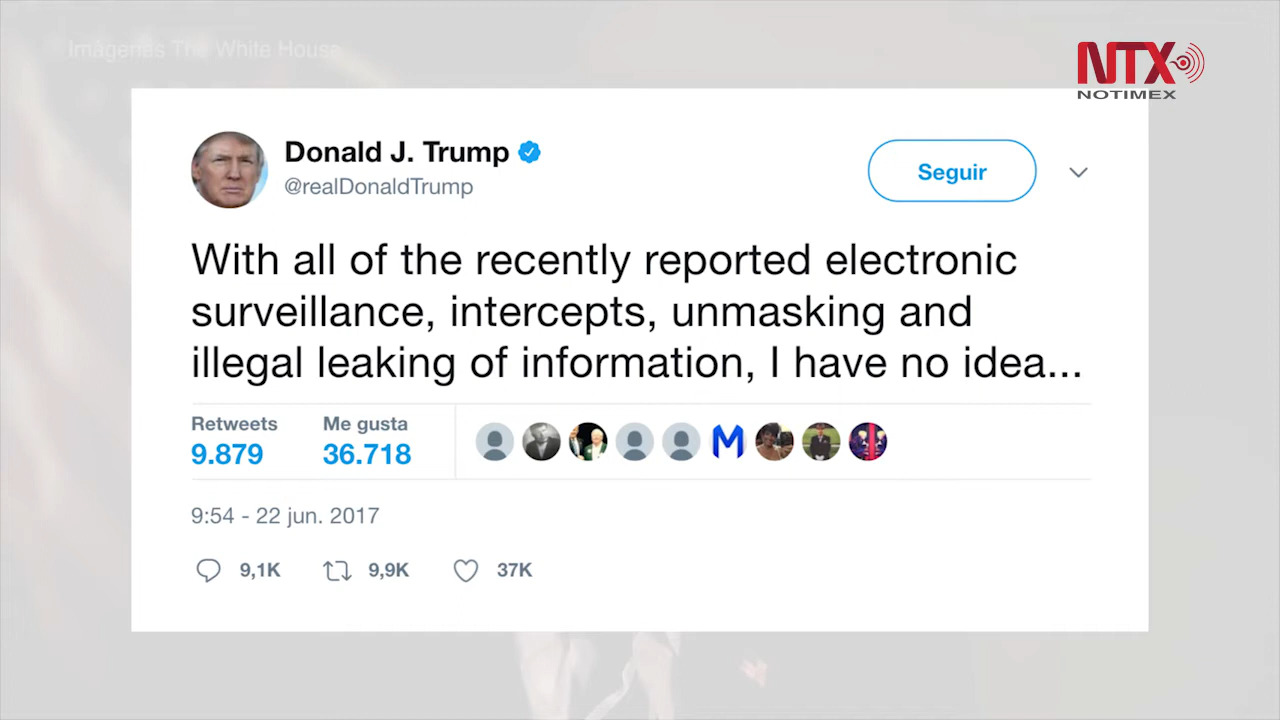 Imágenes The White House
NTX
NOTIMEX
Donald J. Trump
@realDonaldTrump
Seguir
With all of the recently reported electronic
surveillance, intercepts, unmasking and
illegal leaking of information, I have no idea...
Retweets
Me gusta
9.879
36.718
M
9:54 - 22 jun. 2017
9,1K
9,9K
37K